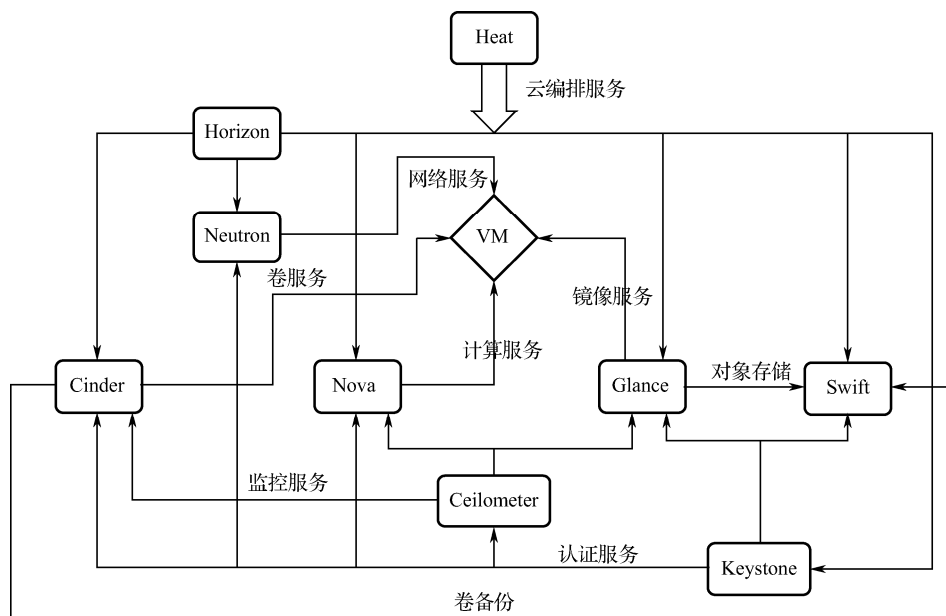 Heat
云编排服务
Horizon
网络服务
Neutron
VM
卷服务
镜像服务
计算服务
Cinder
Nova
Glance
对象存储
Swift
监控服务
Ceilometer
认证服务
Keystone
卷备份